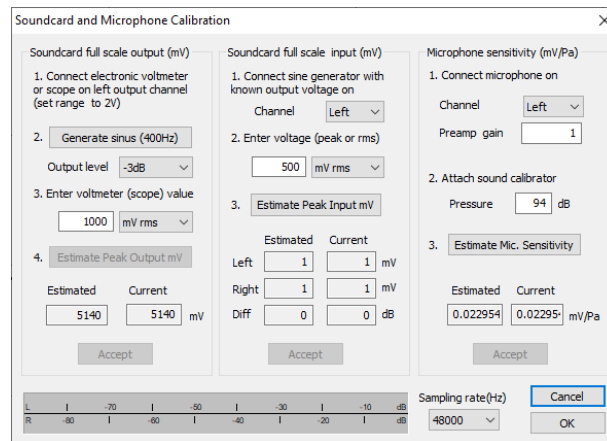 Soundcard and Microphone Calibration
Soundcard full scale output (mV)
1. Connect electronic voltmeter
or scope on left output channel
(set range to 2V)
2. Generate sinus (400Hz)
Output level -3dB
3. Enter voltmeter (scope) value
1000 mV rms
4. Estimate Peak Output mV
Estimated Current
5140 5140 mV
Accept
Soundcard full scale input (mV)
1. Connect sine generator with
known output voltage on
Channel Left
2. Enter voltage (peak or rms)
500 mV rms
3. Estimate Peak Input mV
Estimated Current
Left 1 1 mV
Right 1 1 mV
Diff 0 0 dB
Accept
Microphone sensitivity (mV/Pa)
1. Connect microphone on
Channel Left
Preamp gain 1
2. Attach sound calibrator
Pressure 94 dB
3. Estimate Mic. Sensitivity
Estimated Current
0.022954 0.02295 mV/Pa
Accept
L -70 -50 -30 -10 dB
R -80 -60 -40 -20 dB
Sampling rate(Hz)
48000
Cancel
OK